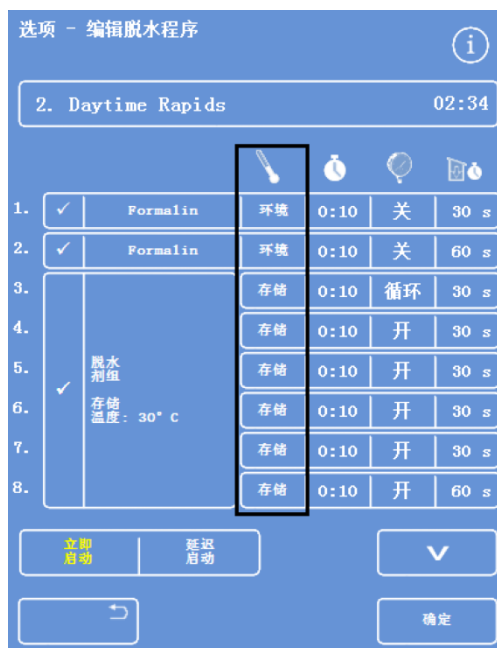 选项 - 编辑脱水程序
i
2. Daytime Rapids 02:34
1. ✓ Formalin 环境 0:10 关 30 s
2. ✓ Formalin 环境 0:10 关 60 s
3. 存储 0:10 循环 30 s
4. 存储 0:10 开 30 s
5. 脱水 存储 0:10 开 30 s
剂组
✓
6. 存储 存储 0:10 开 30 s
温度: 30° C
7. 存储 0:10 开 30 s
8. 存储 0:10 开 60 s
立即 延迟
启动 启动
确定